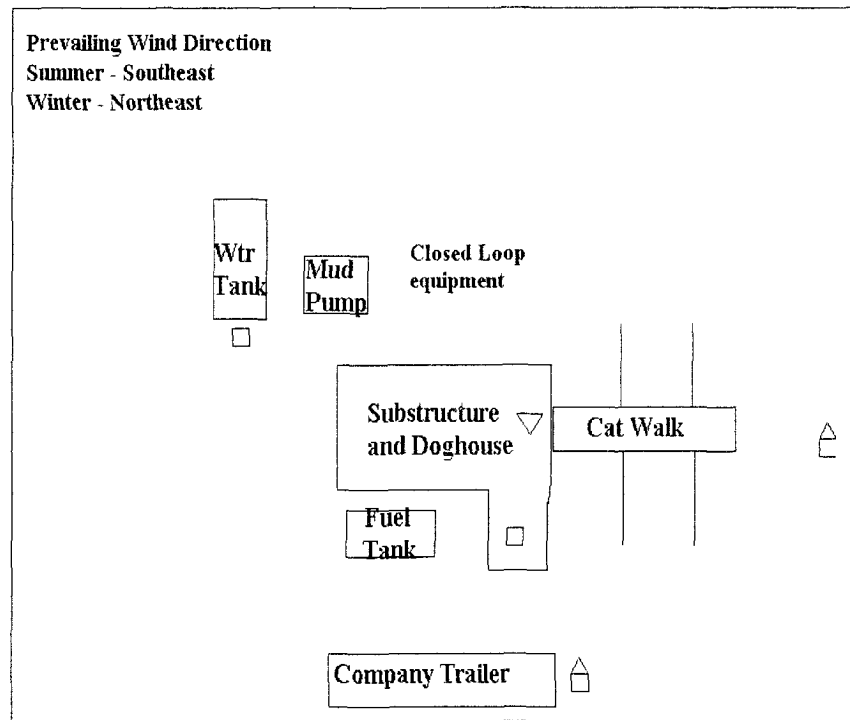 Prevailing Wind Direction
Summer - Southeast
Winter - Northeast
Wtr
Tank
Mud
Pump
Closed Loop
equipment
Substructure
and Doghouse
Cat Walk
Fuel
Tank
Company Trailer